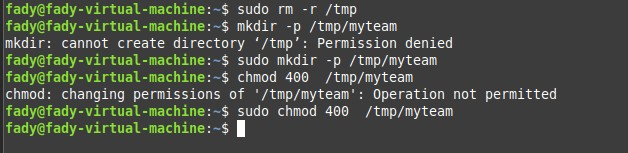 fady@fady-virtual-machine:~$ sudo rm -r /tmp
fady@fady-virtual-machine:~$ mkdir -p /tmp/myteam
mkdir: cannot create directory ‘/tmp’: Permission denied
fady@fady-virtual-machine:~$ sudo mkdir -p /tmp/myteam
fady@fady-virtual-machine:~$ chmod 400  /tmp/myteam
chmod: changing permissions of '/tmp/myteam': Operation not permitted
fady@fady-virtual-machine:~$ sudo chmod 400  /tmp/myteam
fady@fady-virtual-machine:~$